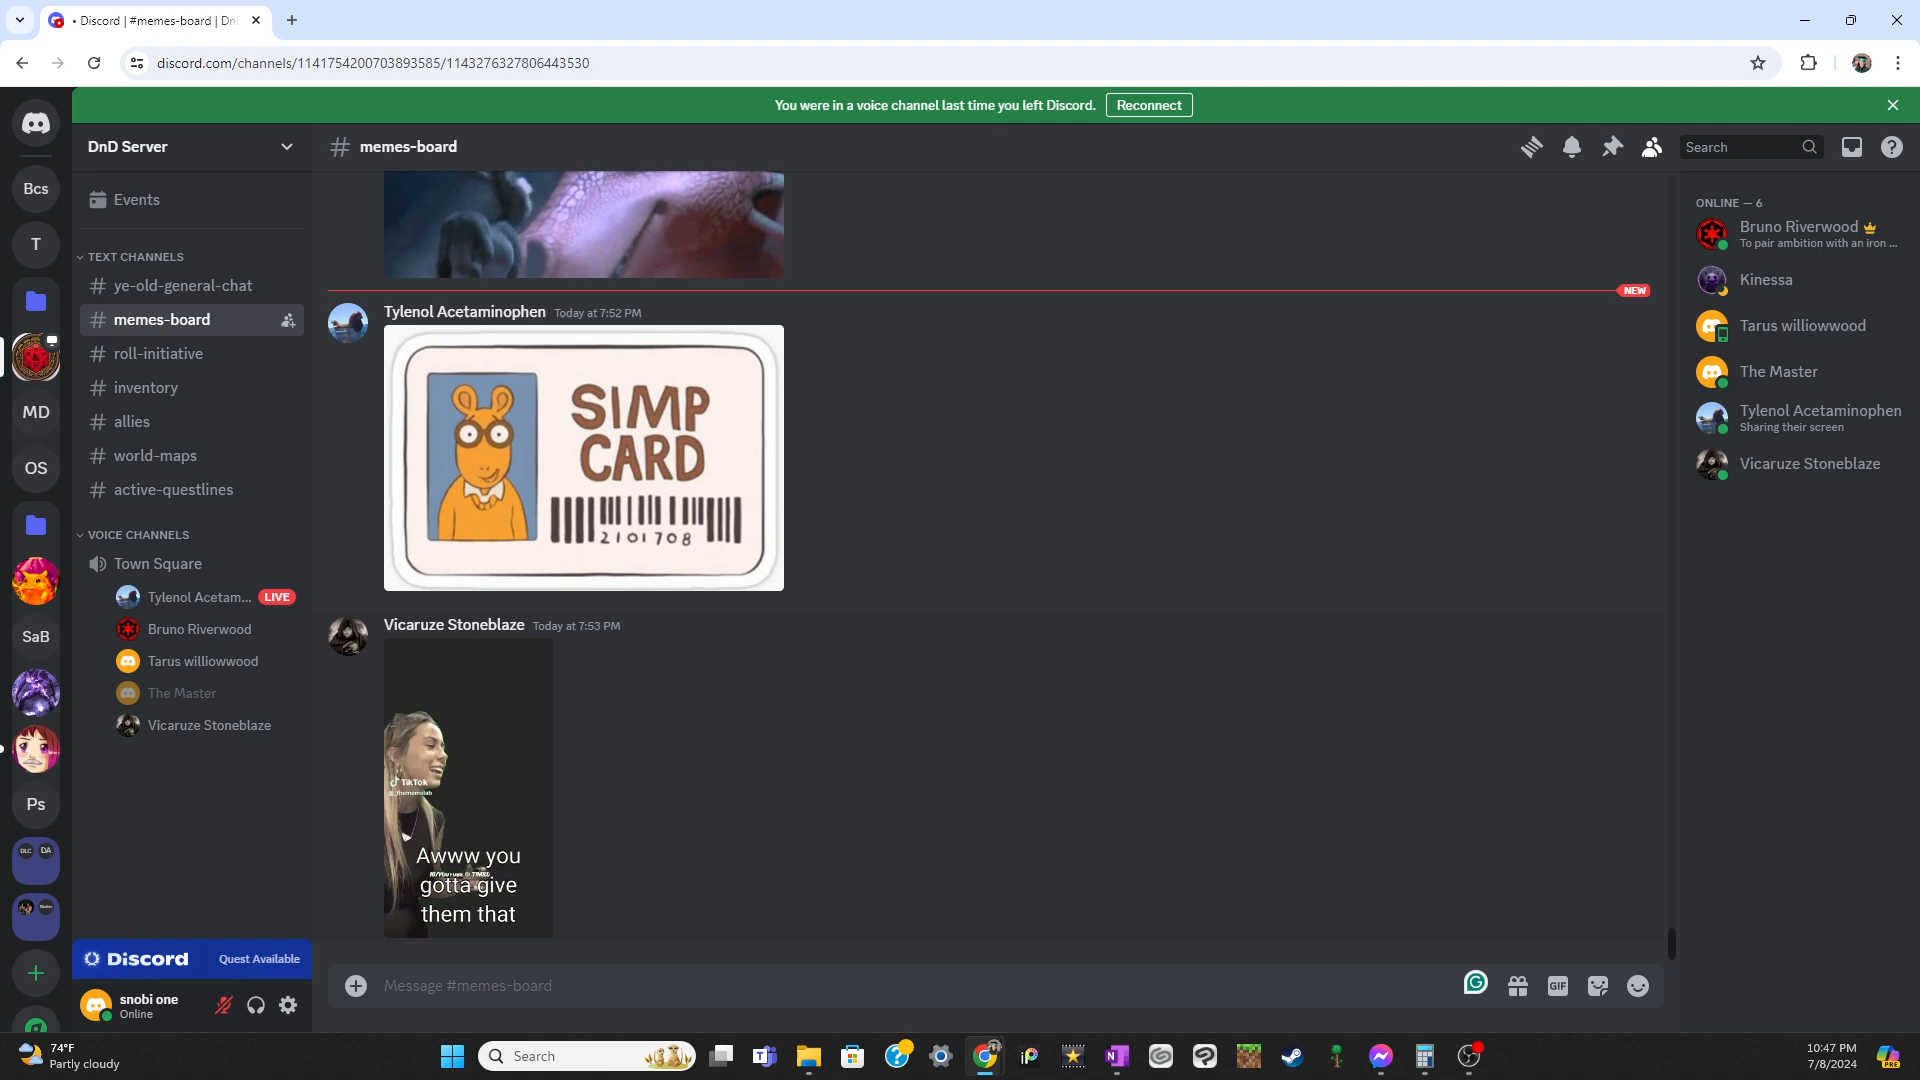 • Discord | #memes-board | Dn
discord.com/channels/1141754200703893585/1143276327806443530
You were in a voice channel last time you left Discord.
Reconnect
DnD Server
memes-board
Search
Bcs
T
MD
OS
SaB
Ps
DLC DA
Events
TEXT CHANNELS
ye-old-general-chat
memes-board
roll-initiative
inventory
allies
world-maps
active-questlines
VOICE CHANNELS
Town Square
Tylenol Acetam... LIVE
Bruno Riverwood
Tarus williowwood
The Master
Vicaruze Stoneblaze
Discord
Quest Available
snobi one
Online
NEW
Tylenol Acetaminophen Today at 7:52 PM
SIMP
CARD
2101708
Vicaruze Stoneblaze Today at 7:53 PM
TikTok
Awww you
gotta give
them that
Message #memes-board
GIF
ONLINE — 6
Bruno Riverwood
To pair ambition with an iron ...
Kinessa
Tarus williowwood
The Master
Tylenol Acetaminophen
Sharing their screen
Vicaruze Stoneblaze
74°F
Partly cloudy
Search
10:47 PM
7/8/2024